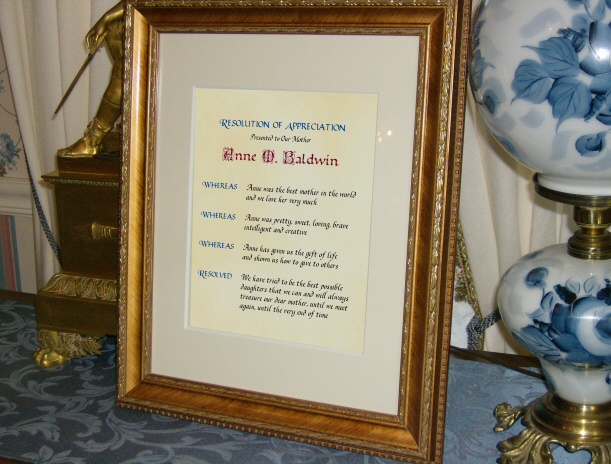 RESOLUTION OF APPRECIATION
Presented to Our Mother
Anne O. Baldwin
WHEREAS Anne was the best mother in the world
and we love her very much
WHEREAS Anne was pretty, sweet, loving, brave
intelligent and creative
WHEREAS Anne has given us the gift of life
and shown us how to give to others
RESOLVED We have tried to be the best possible
daughters that we can and will always
treasure our dear mother, until we meet
again, until the very end of time